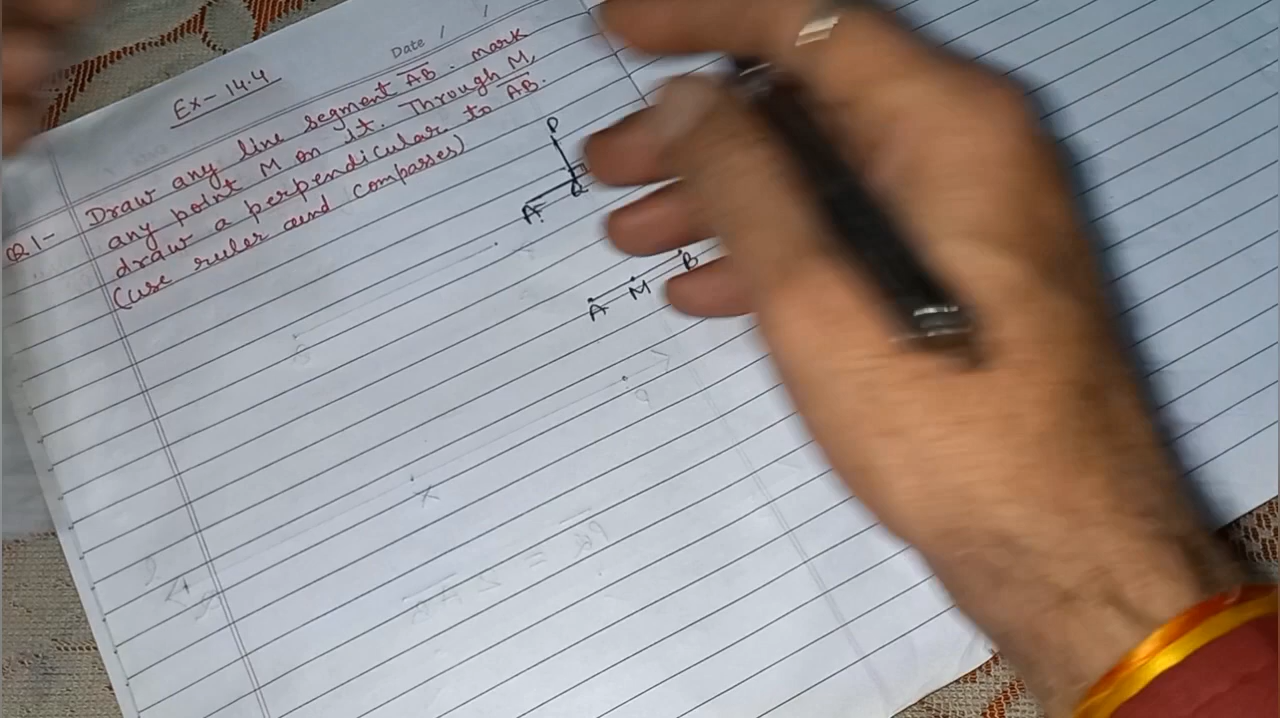 Date / /
Ex-14.4
Q.1- Draw any line segment AB. mark
any point M on It. Through M,
draw a perpendicular to AB.
(use ruler and compasses)
P
A Q
A M B